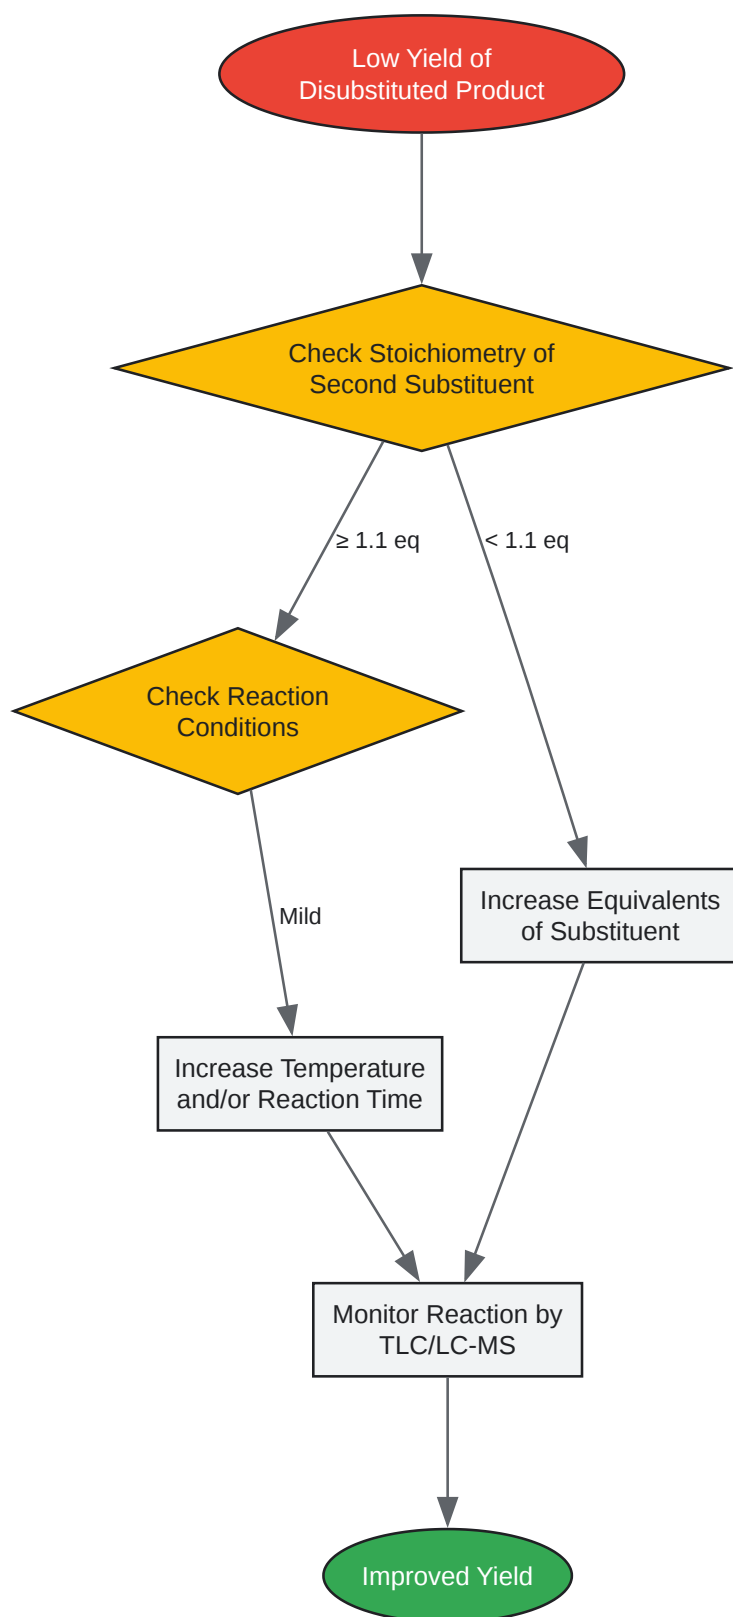 Low Yield of
Disubstituted Product
Check Stoichiometry of
Second Substituent
≥ 1.1 eq
< 1.1 eq
Check Reaction
Conditions
Increase Equivalents
of Substituent
Mild
Increase Temperature
and/or Reaction Time
Monitor Reaction by
TLC/LC-MS
Improved Yield